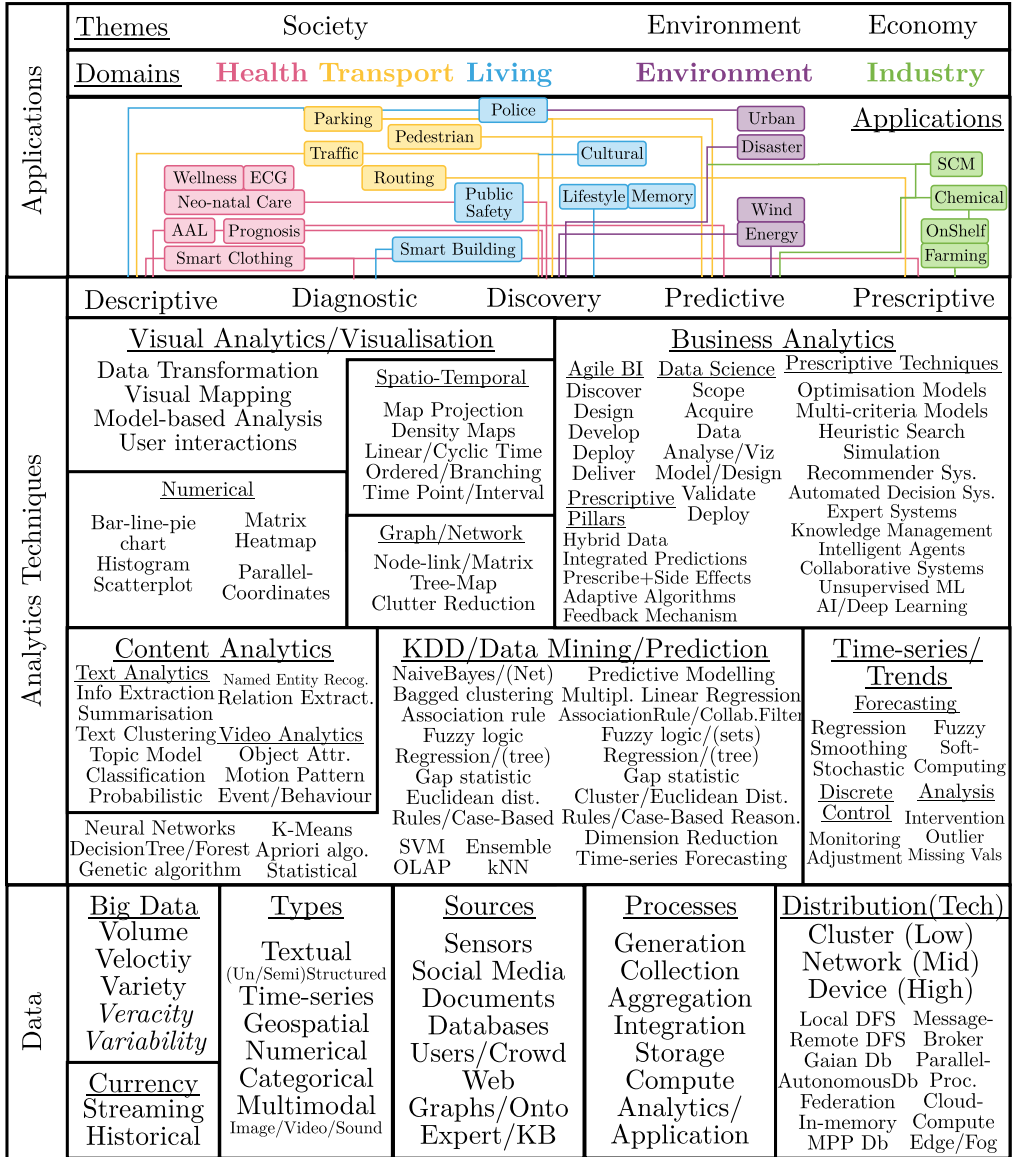 Applications
Themes Society Environment Economy
Domains Health Transport Living Environment Industry
Applications
Police
Parking
Urban
Pedestrian
Disaster
Traffic
Cultural
SCM
Wellness ECG
Routing
Neo-natal Care
Public
Safety
Lifestyle Memory
Chemical
Wind
AAL Prognosis
OnShelf
Energy
Smart Building
Smart Clothing
Farming
Analytics Techniques
Descriptive Diagnostic Discovery Predictive Prescriptive
Visual Analytics/Visualisation
Data Transformation
Visual Mapping
Model-based Analysis
User interactions
Numerical
Bar-line-pie
chart
Histogram
Scatterplot
Matrix
Heatmap
Parallel-
Coordinates
Spatio-Temporal
Map Projection
Density Maps
Linear/Cyclic Time
Ordered/Branching
Time Point/Interval
Graph/Network
Node-link/Matrix
Tree-Map
Clutter Reduction
Business Analytics
Agile BI
Discover
Design
Develop
Deploy
Deliver
Prescriptive
Pillars
Hybrid Data
Integrated Predictions
Prescribe+Side Effects
Adaptive Algorithms
Feedback Mechanism
Data Science
Scope
Acquire
Data
Analyse/Viz
Model/Design
Validate
Deploy
Prescriptive Techniques
Optimisation Models
Multi-criteria Models
Heuristic Search
Simulation
Recommender Sys.
Automated Decision Sys.
Expert Systems
Knowledge Management
Intelligent Agents
Collaborative Systems
Unsupervised ML
AI/Deep Learning
Content Analytics
Text Analytics
Info Extraction
Summarisation
Text Clustering
Topic Model
Classification
Probabilistic
Named Entity Recog.
Relation Extract.
Video Analytics
Object Attr.
Motion Pattern
Event/Behaviour
Neural Networks
DecisionTree/Forest
Genetic algorithm
K-Means
Apriori algo.
Statistical
KDD/Data Mining/Prediction
NaiveBayes/(Net)
Bagged clustering
Association rule
Fuzzy logic
Regression/(tree)
Gap statistic
Euclidean dist.
Rules/Case-Based
SVM Ensemble
OLAP kNN
Predictive Modelling
Multipl. Linear Regression
AssociationRule/Collab.Filter
Fuzzy logic/(sets)
Regression/(tree)
Gap statistic
Cluster/Euclidean Dist.
Rules/Case-Based Reason.
Dimension Reduction
Time-series Forecasting
Time-series/
Trends
Forecasting
Regression
Smoothing
Stochastic
Fuzzy
Soft-
Computing
Discrete
Control
Monitoring
Adjustment
Analysis
Intervention
Outlier
Missing Vals
Data
Big Data
Volume
Veloctiy
Variety
Veracity
Variability
Currency
Streaming
Historical
Types
Textual
(Un/Semi)Structured
Time-series
Geospatial
Numerical
Categorical
Multimodal
Image/Video/Sound
Sources
Sensors
Social Media
Documents
Databases
Users/Crowd
Web
Graphs/Onto
Expert/KB
Processes
Generation
Collection
Aggregation
Integration
Storage
Compute
Analytics/
Application
Distribution(Tech)
Cluster (Low)
Network (Mid)
Device (High)
Local DFS
Remote DFS
Gaian Db
AutonomousDb
Federation
In-memory
MPP Db
Message-
Broker
Parallel-
Proc.
Cloud-
Compute
Edge/Fog